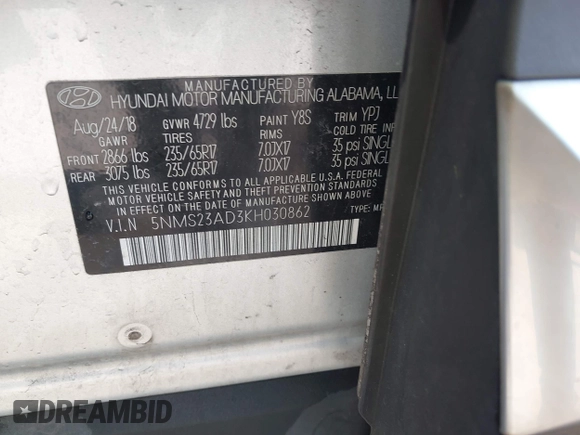 MANUFACTURED BY
HYUNDAI MOTOR MANUFACTURING ALABAMA, LL
Aug/24/18 GVWR 4729 lbs PAINT Y8S TRIM YPJ
GAWR TIRES RIMS COLD TIRE INF
FRONT 2866 lbs 235/65R17 7.0JX17 35 psi SINGL
REAR 3075 lbs 235/65R17 7.0JX17 35 psi SINGL
THIS VEHICLE CONFORMS TO ALL APPLICABLE U.S.A. FEDERAL
MOTOR VEHICLE SAFETY AND THEFT PREVENTION STANDARDS
IN EFFECT ON THE DATE OF MANUFACTURE SHOWN ABOVE.
V.I.N 5NMS23AD3KH030862 TYPE: MP
DREAMBID